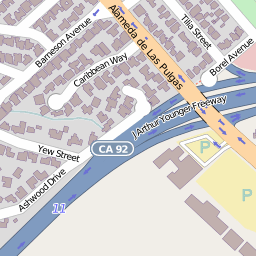 Barneson Avenue
Alameda de Las Pulgas
Tilia Street
Borel Avenue
Caribbean Way
J Arthur Younger Freeway
CA 92
Yew Street
Ashwood Drive
11
P
P